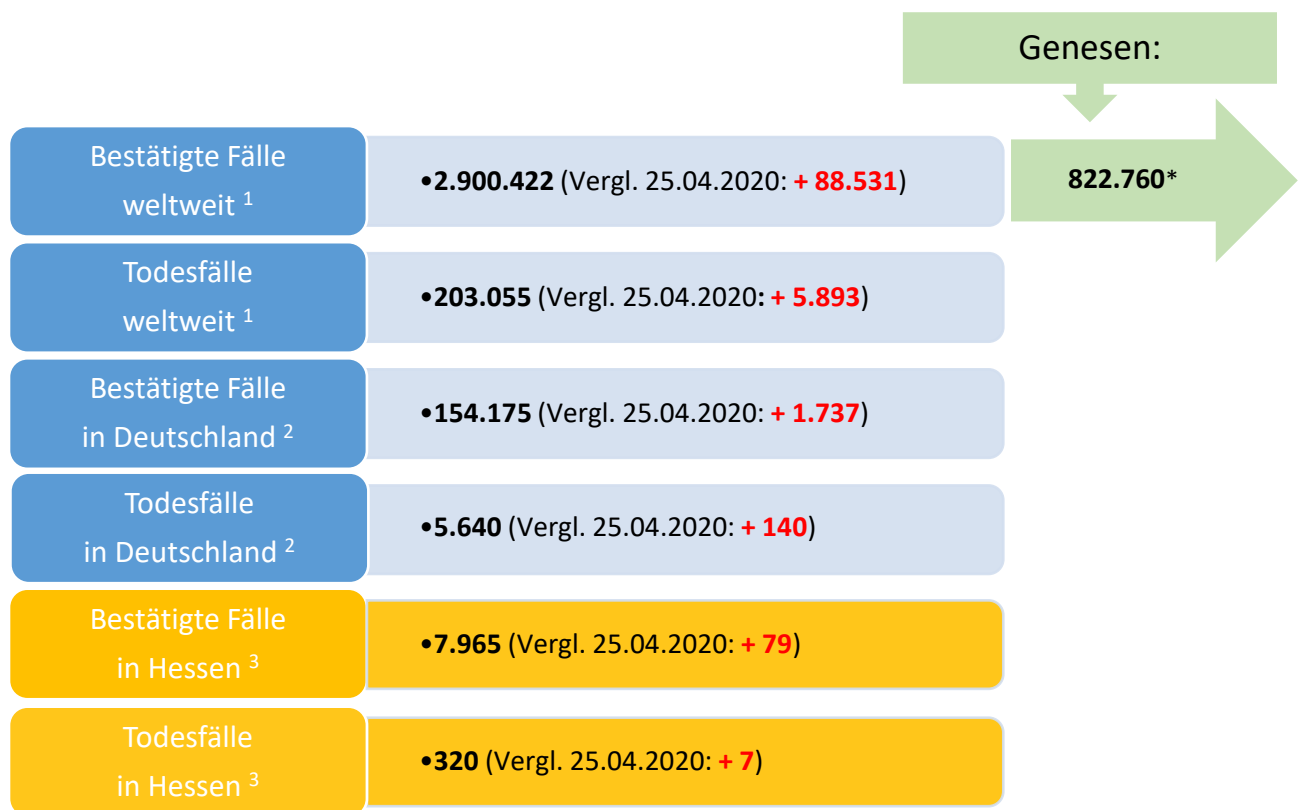 Genesen:
Bestätigte Fälle
weltweit ¹
•2.900.422 (Vergl. 25.04.2020: + 88.531)
822.760*
Todesfälle
weltweit ¹
•203.055 (Vergl. 25.04.2020: + 5.893)
Bestätigte Fälle
in Deutschland ²
•154.175 (Vergl. 25.04.2020: + 1.737)
Todesfälle
in Deutschland ²
•5.640 (Vergl. 25.04.2020: + 140)
Bestätigte Fälle
in Hessen ³
•7.965 (Vergl. 25.04.2020: + 79)
Todesfälle
in Hessen ³
•320 (Vergl. 25.04.2020: + 7)